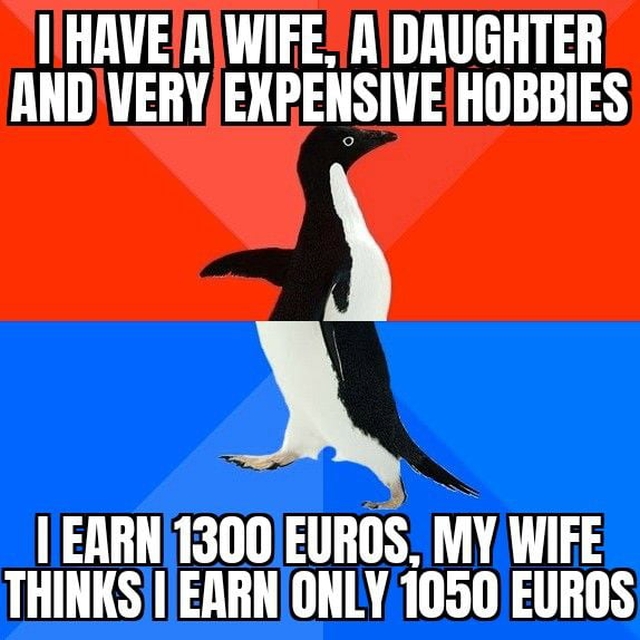 I HAVE A WIFE, A DAUGHTER
AND VERY EXPENSIVE HOBBIES
I EARN 1300 EUROS, MY WIFE
THINKS I EARN ONLY 1050 EUROS